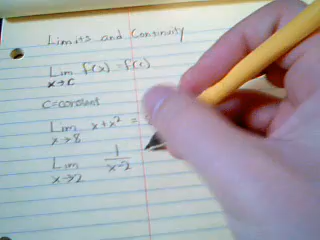 Limits and Continuity
Lim f(x) = f(c)
x→c
c=constant
Lim x+x² =
x→8
Lim 1/x-2
x→2